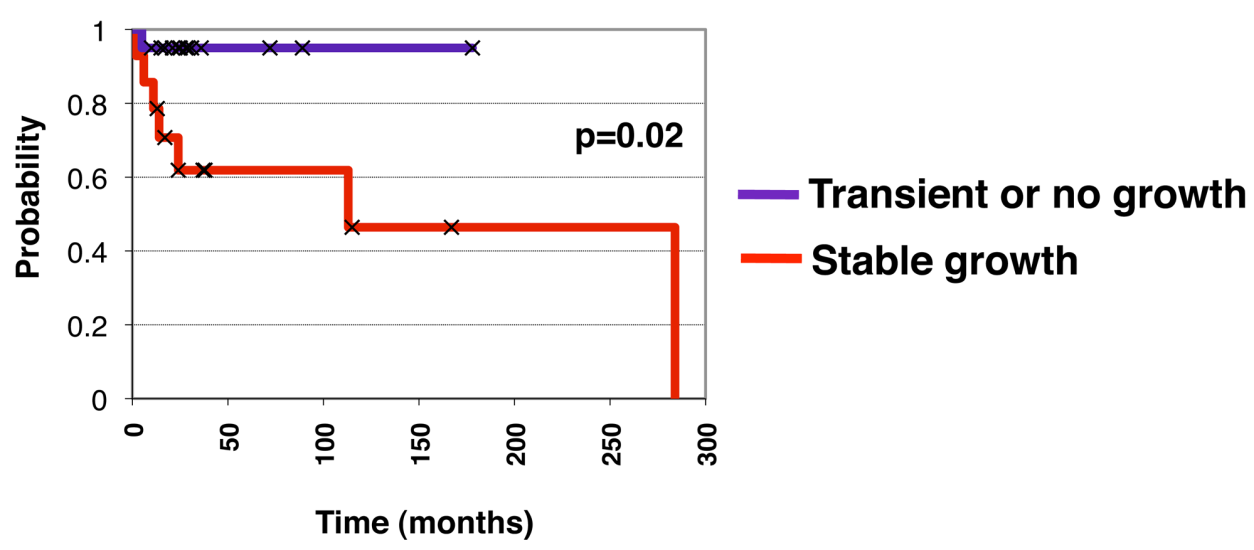 1
0.8
0.6
0.4
0.2
0
Probability
p=0.02
0
50
100
150
200
250
300
Time (months)
Transient or no growth
Stable growth